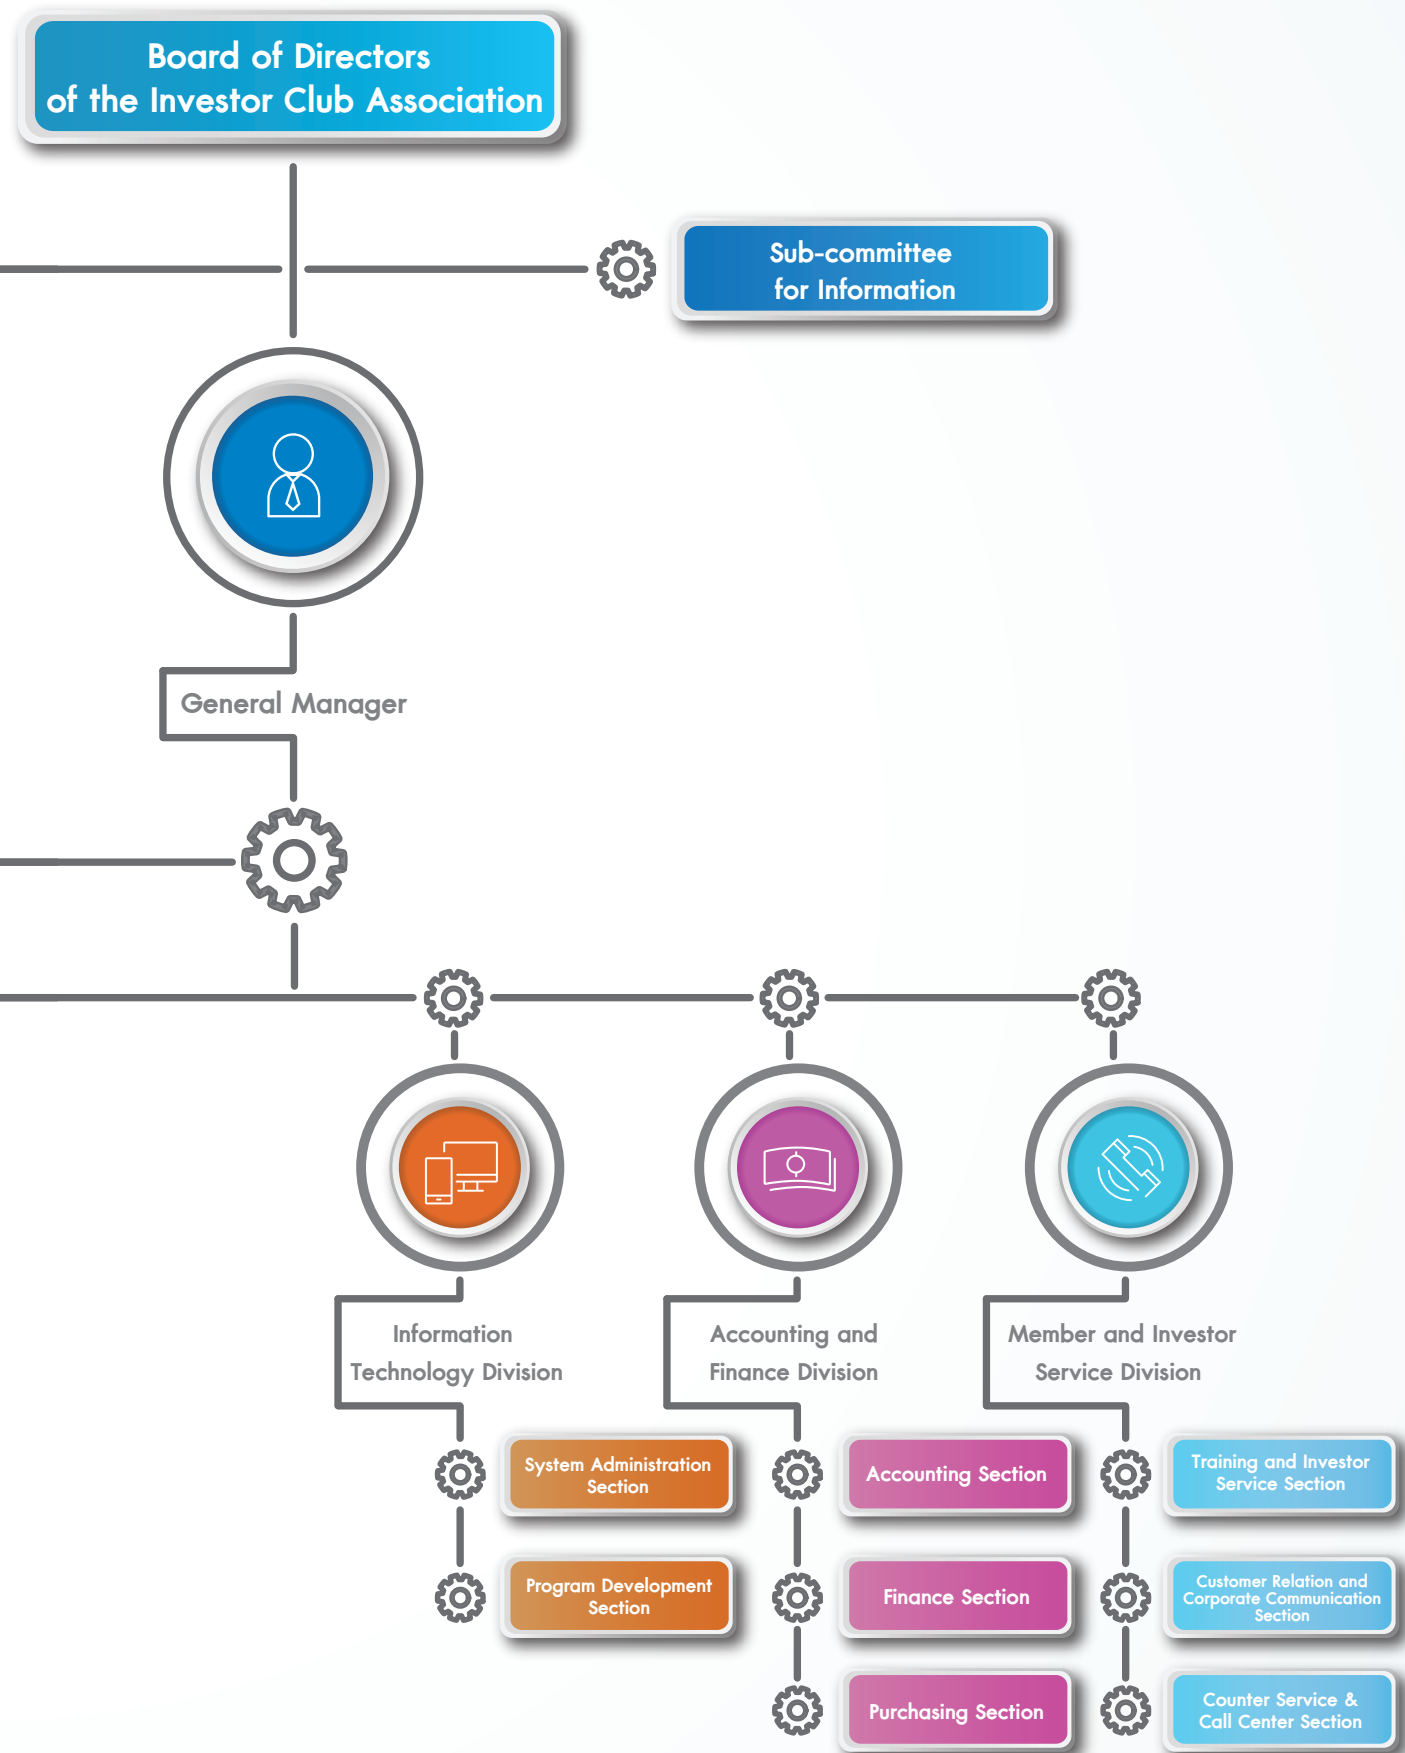 Board of Directors
of the Investor Club Association
Sub-committee
for Information
General Manager
Information
Technology Division
System Administration
Section
Program Development
Section
Accounting and
Finance Division
Accounting Section
Finance Section
Purchasing Section
Member and Investor
Service Division
Training and Investor
Service Section
Customer Relation and
Corporate Communication
Section
Counter Service &
Call Center Section